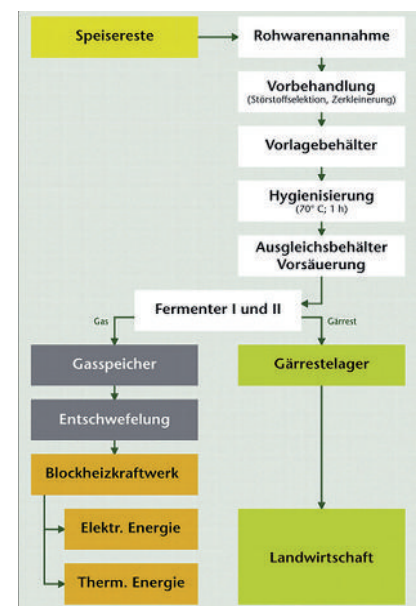 Speisereste
Rohwarenannahme
Vorbehandlung
(Störstoffselektion, Zerkleinerung)
Vorlagebehälter
Hygienisierung
(70° C; 1 h)
Ausgleichsbehälter
Vorsäuerung
Fermenter I und II
Gas
Gärrest
Gasspeicher
Gärrestelager
Entschwefelung
Blockheizkraftwerk
Elektr. Energie
Landwirtschaft
Therm. Energie